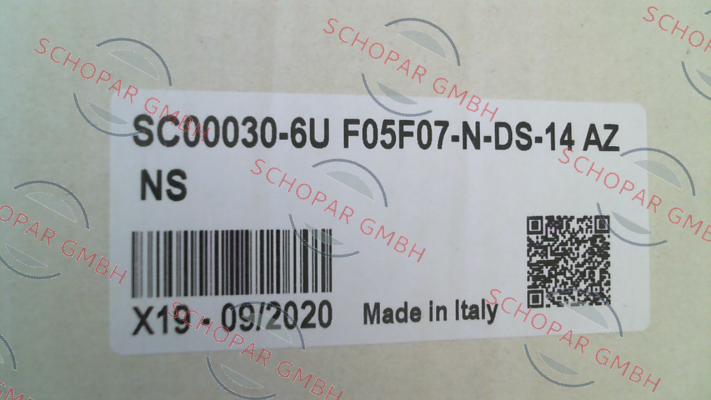 SC00030-6U F05F07-N-DS-14 AZ
NS
X19 - 09/2020
Made in Italy
SCHOPAR GMBH
SCHOPAR GMBH
SCHOPAR GMBH
SCHOPAR GMBH
SCHOPAR GMBH
SCHOPAR GMBH
SCHOPAR GMBH
SCHOPAR